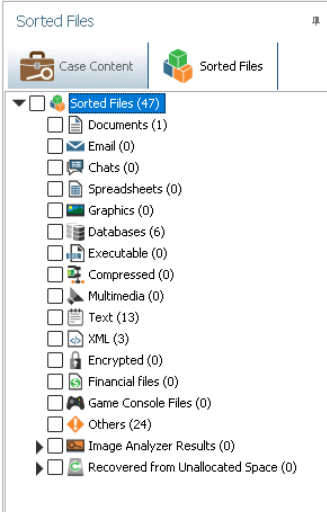 Sorted Files
Case Content
Sorted Files
Sorted Files (47)
Documents (1)
Email (0)
Chats (0)
Spreadsheets (0)
Graphics (0)
Databases (6)
Executable (0)
Compressed (0)
Multimedia (0)
Text (13)
XML (3)
Encrypted (0)
Financial files (0)
Game Console Files (0)
Others (24)
Image Analyzer Results (0)
Recovered from Unallocated Space (0)